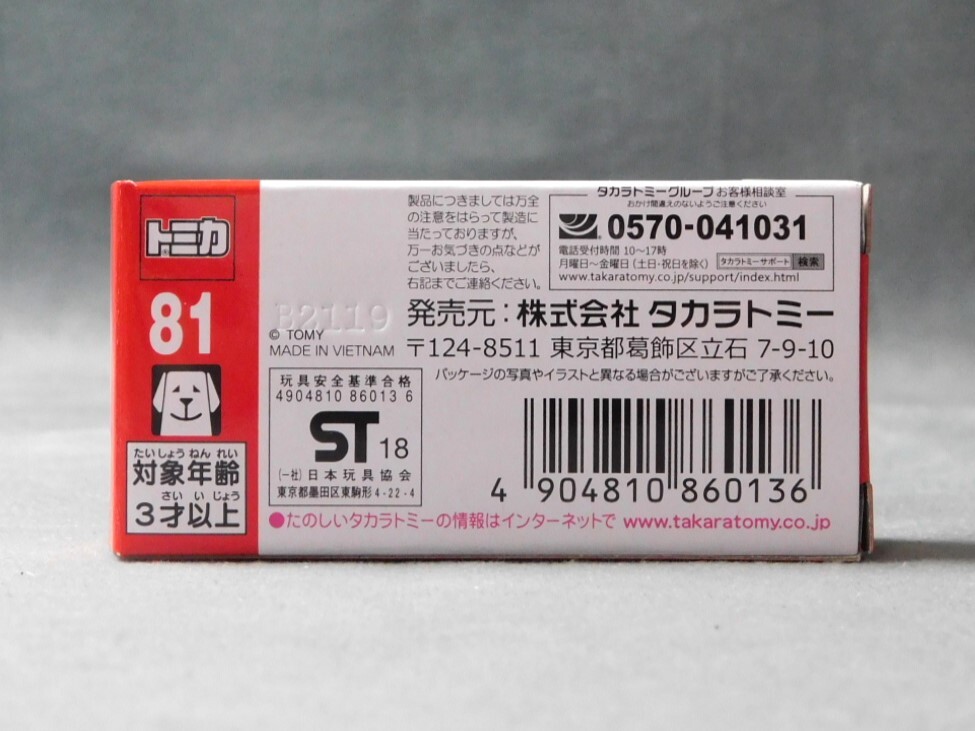 トミカ
81
たいしょうねんれい
対象年齢
さいいじょう
3才以上
製品につきましては万全
の注意をはらって製造に
当たっておりますが、
万一お気づきの点などが
ございましたら、
右記までご連絡ください。
タカラトミーグループお客様相談室
おかけ間違えのないようご注意ください
0570-041031
電話受付時間 10〜17時
月曜日〜金曜日(土日・祝日を除く) タカラトミーサポート 検索
www.takaratomy.co.jp/support/index.html
B2119
© TOMY
MADE IN VIETNAM
発売元:株式会社タカラトミー
〒124-8511 東京都葛飾区立石 7-9-10
パッケージの写真やイラストと異なる場合がございますがご了承ください。
玩具安全基準合格
4904810 86013 6
ST 18
(一社)日本玩具協会
東京都墨田区東駒形4-22-4
4 904810 860136
●たのしいタカラトミーの情報はインターネットで www.takaratomy.co.jp